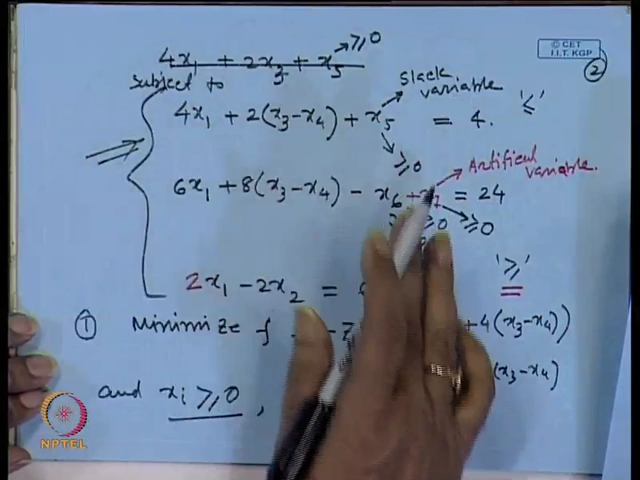 © CET
I.I.T. KGP
2
4x₁ + 2x₃ + x₅ → ≥0
Subject to
Slack variable
4x₁ + 2(x₃-x₄) + x₅ = 4. '≤'
≥0
Artificial variable.
6x₁ + 8(x₃-x₄) - x₆ + = 24
≥0 ≥0
'≥'
2x₁ - 2x₂ =
① Minimize { + 4(x₃-x₄))
(x₃-x₄)
and xᵢ ≥ 0,
NPTEL